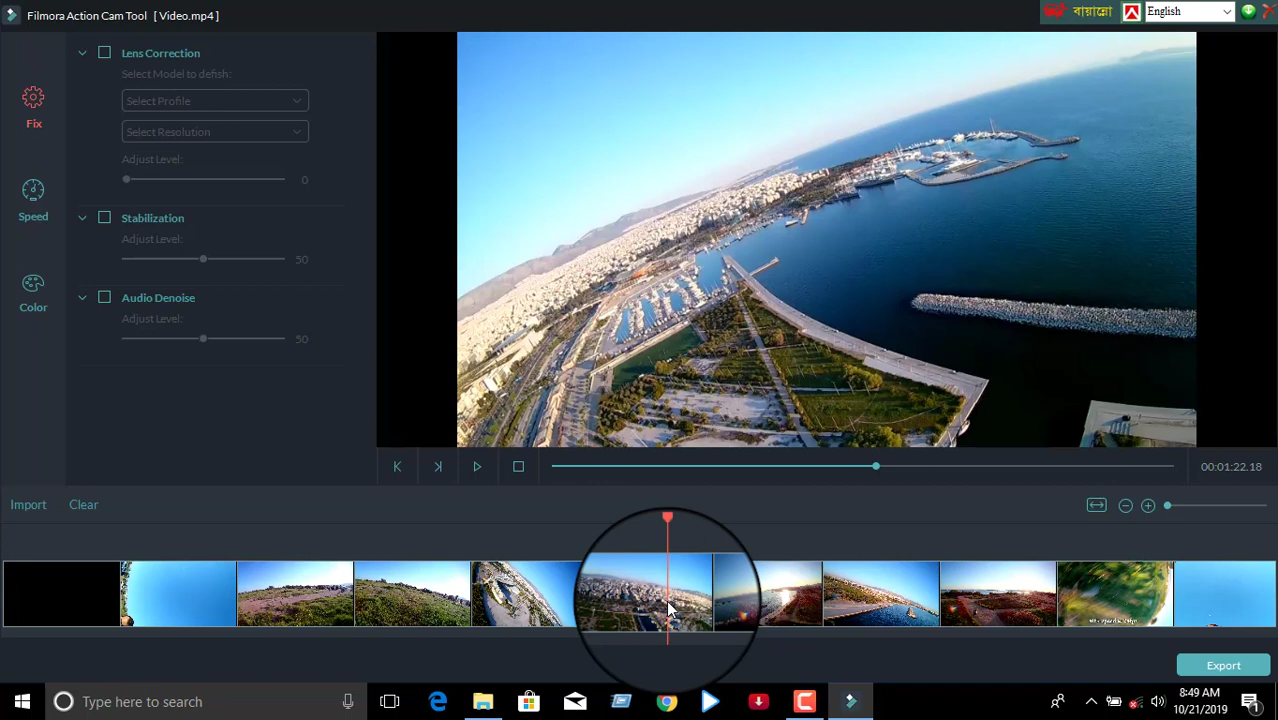 Filmora Action Cam Tool [ Video.mp4 ]
বায়ান্নো
English
Lens Correction
Select Model to defish:
Fix
Select Profile
Select Resolution
Adjust Level:
0
Speed
Stabilization
Adjust Level:
50
Color
Audio Denoise
Adjust Level:
50
00:01:22.18
Import Clear
Export
Type here to search
8:49 AM
10/21/2019
1